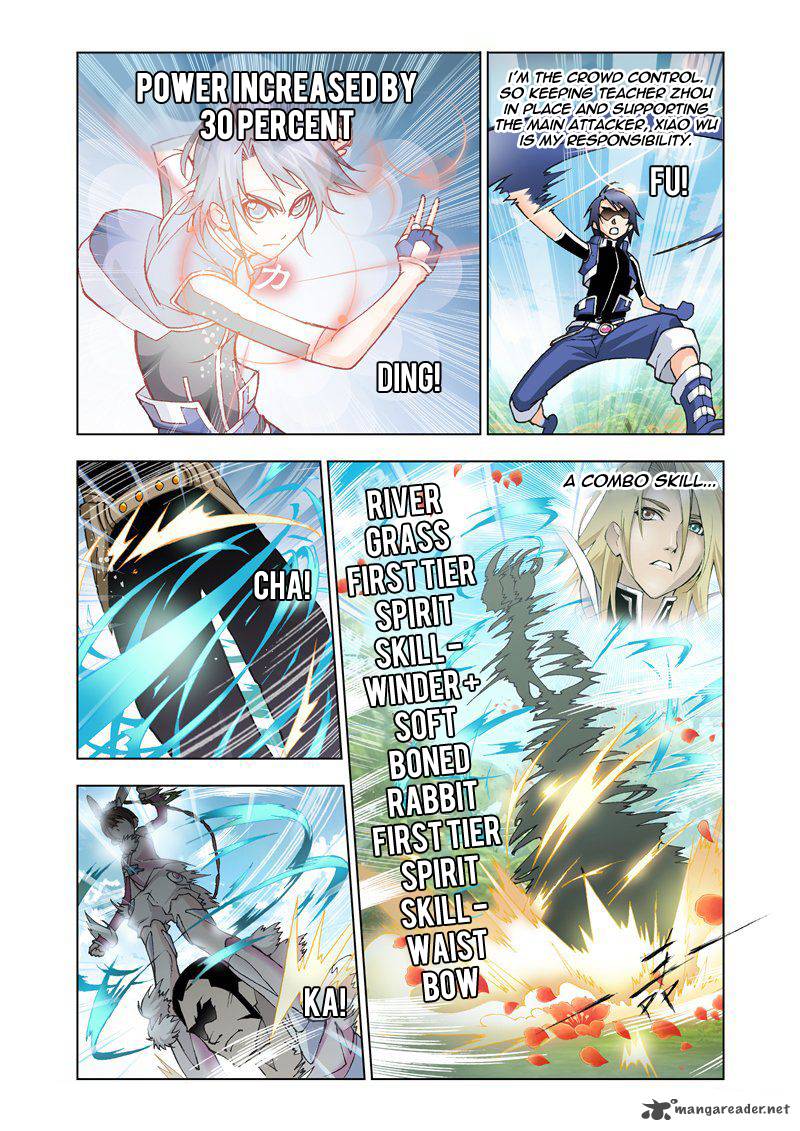 POWER INCREASED BY
30 PERCENT
力
DING!
I'M THE CROWD CONTROL.
SO KEEPING TEACHER ZHOU
IN PLACE AND SUPPORTING
THE MAIN ATTACKER, XIAO WU
IS MY RESPONSIBILITY.
FU!
CHA!
A COMBO SKILL...
RIVER
GRASS
FIRST TIER
SPIRIT
SKILL -
WINDER +
SOFT
BONED
RABBIT
FIRST TIER
SPIRIT
SKILL -
WAIST
BOW
KA!
mangareader.net